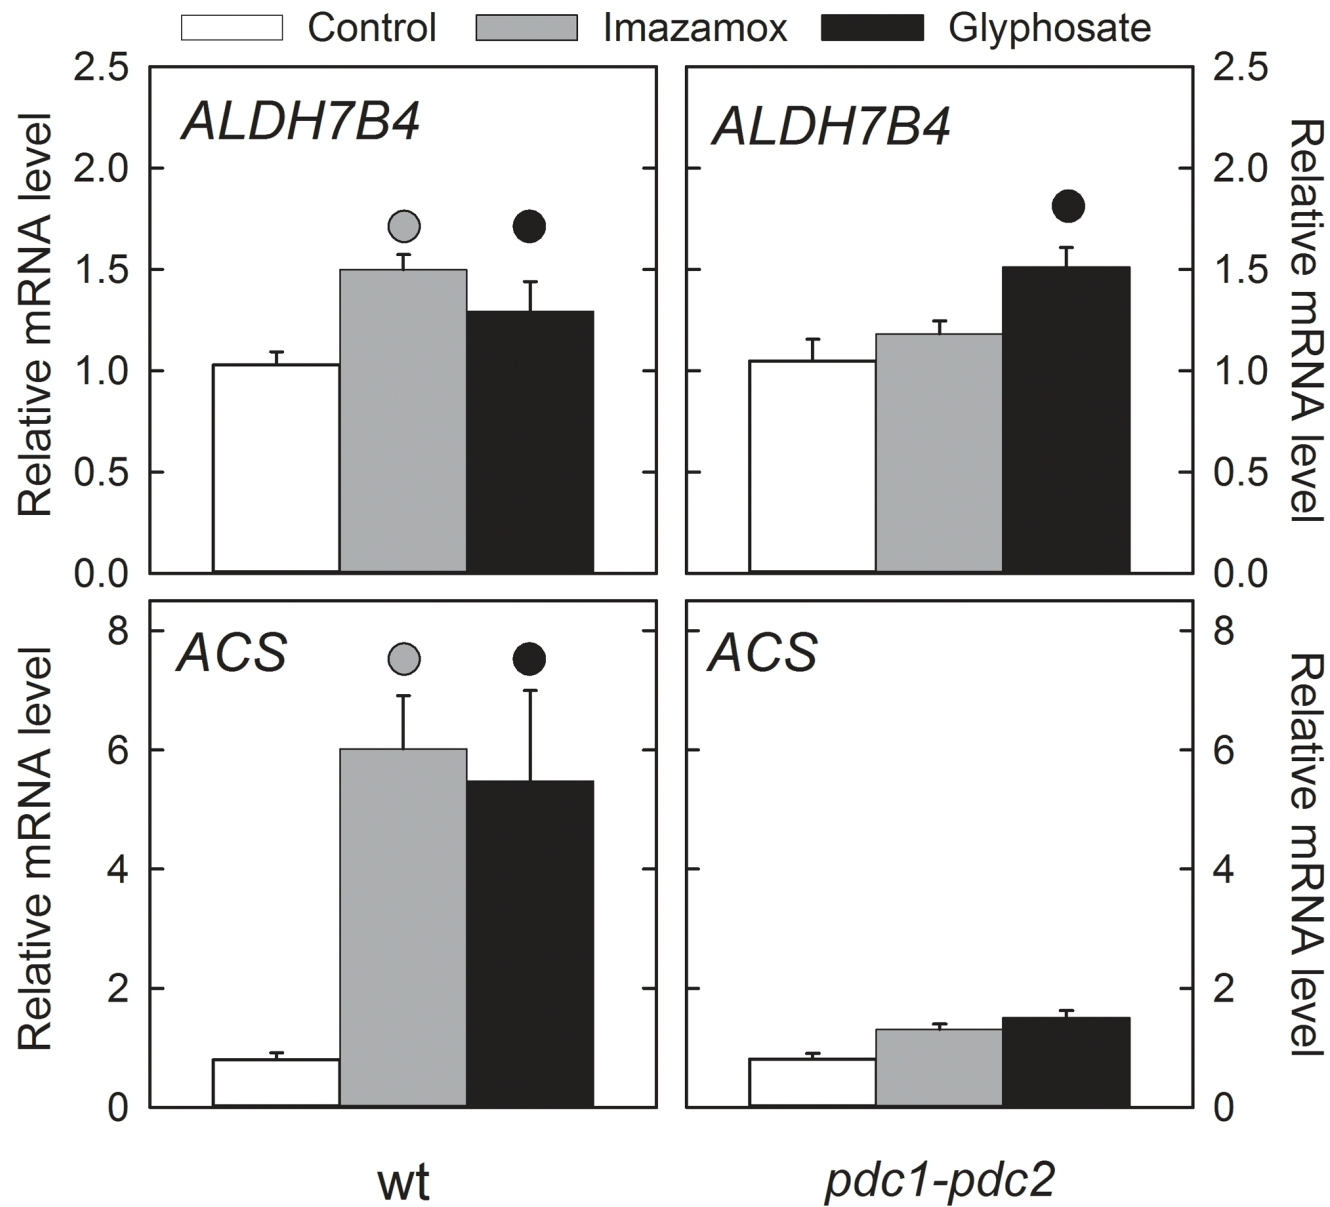 Control Imazamox Glyphosate
2.5
2.0
1.5
1.0
0.5
0.0
Relative mRNA level
ALDH7B4
ALDH7B4
2.5
2.0
1.5
1.0
0.5
0.0
Relative mRNA level
8
6
4
2
0
Relative mRNA level
ACS
ACS
8
6
4
2
0
Relative mRNA level
wt
pdc1-pdc2